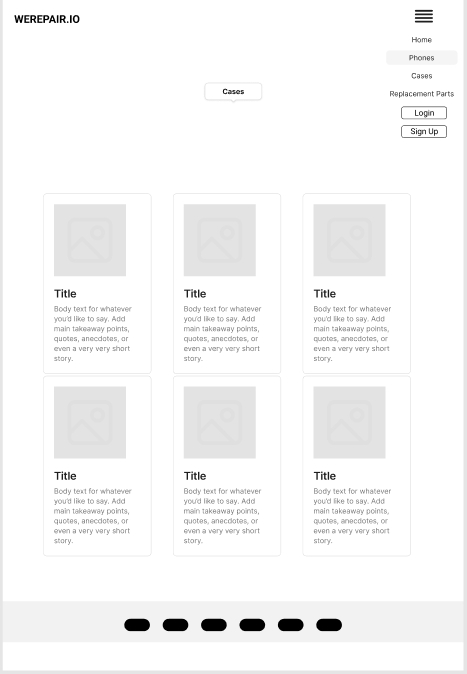 WEREPAIR.IO
Home
Phones
Cases
Replacement Parts
Login
Sign Up
Cases
Title
Body text for whatever
you'd like to say. Add
main takeaway points,
quotes, anecdotes, or
even a very very short
story.
Title
Body text for whatever
you'd like to say. Add
main takeaway points,
quotes, anecdotes, or
even a very very short
story.
Title
Body text for whatever
you'd like to say. Add
main takeaway points,
quotes, anecdotes, or
even a very very short
story.
Title
Body text for whatever
you'd like to say. Add
main takeaway points,
quotes, anecdotes, or
even a very very short
story.
Title
Body text for whatever
you'd like to say. Add
main takeaway points,
quotes, anecdotes, or
even a very very short
story.
Title
Body text for whatever
you'd like to say. Add
main takeaway points,
quotes, anecdotes, or
even a very very short
story.